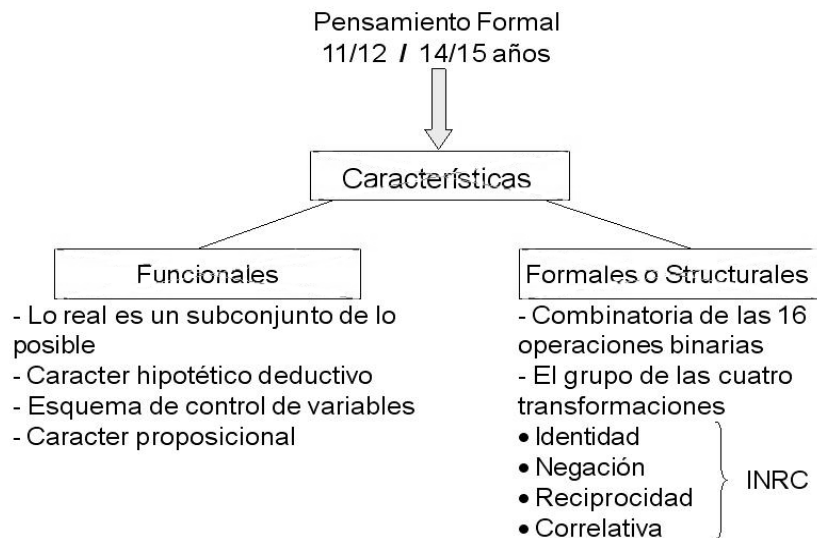 Pensamiento Formal
11/12 / 14/15 años
Características
Funcionales
- Lo real es un subconjunto de lo
posible
- Caracter hipotético deductivo
- Esquema de control de variables
- Caracter proposicional
Formales o Structurales
- Combinatoria de las 16
operaciones binarias
- El grupo de las cuatro
transformaciones
• Identidad
• Negación
• Reciprocidad
• Correlativa
INRC